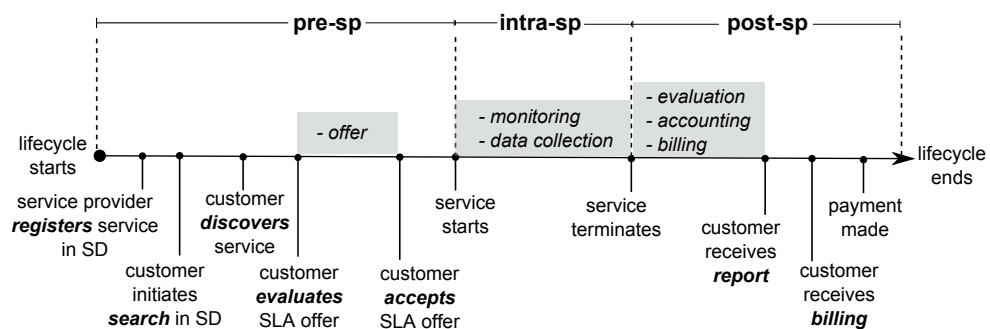 pre-sp
intra-sp
post-sp
- offer
- monitoring
- data collection
- evaluation
- accounting
- billing
lifecycle
starts
lifecycle
ends
service provider
registers service
in SD
customer
initiates
search in SD
customer
discovers
service
customer
evaluates
SLA offer
customer
accepts
SLA offer
service
starts
service
terminates
customer
receives
report
customer
receives
billing
payment
made